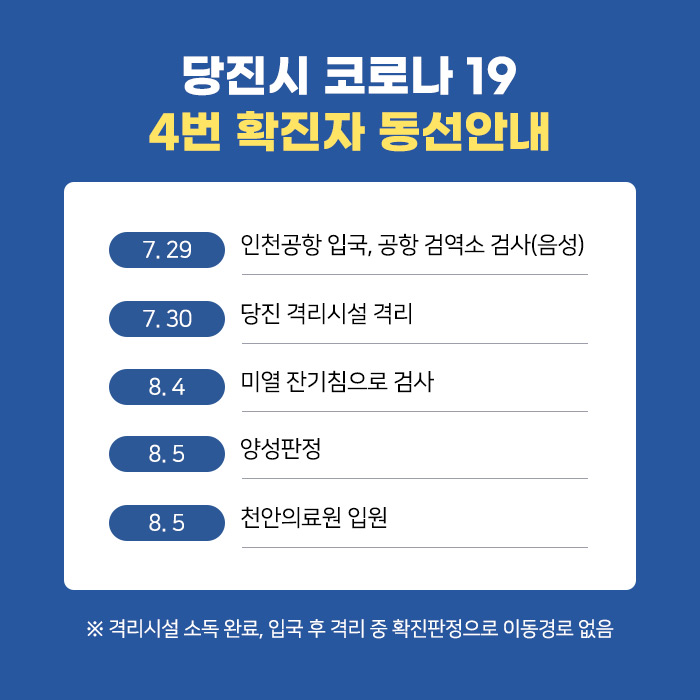 당진시 코로나 19
4번 확진자 동선안내
7. 29 인천공항 입국, 공항 검역소 검사(음성)
7. 30 당진 격리시설 격리
8. 4 미열 잔기침으로 검사
8. 5 양성판정
8. 5 천안의료원 입원
※ 격리시설 소독 완료, 입국 후 격리 중 확진판정으로 이동경로 없음